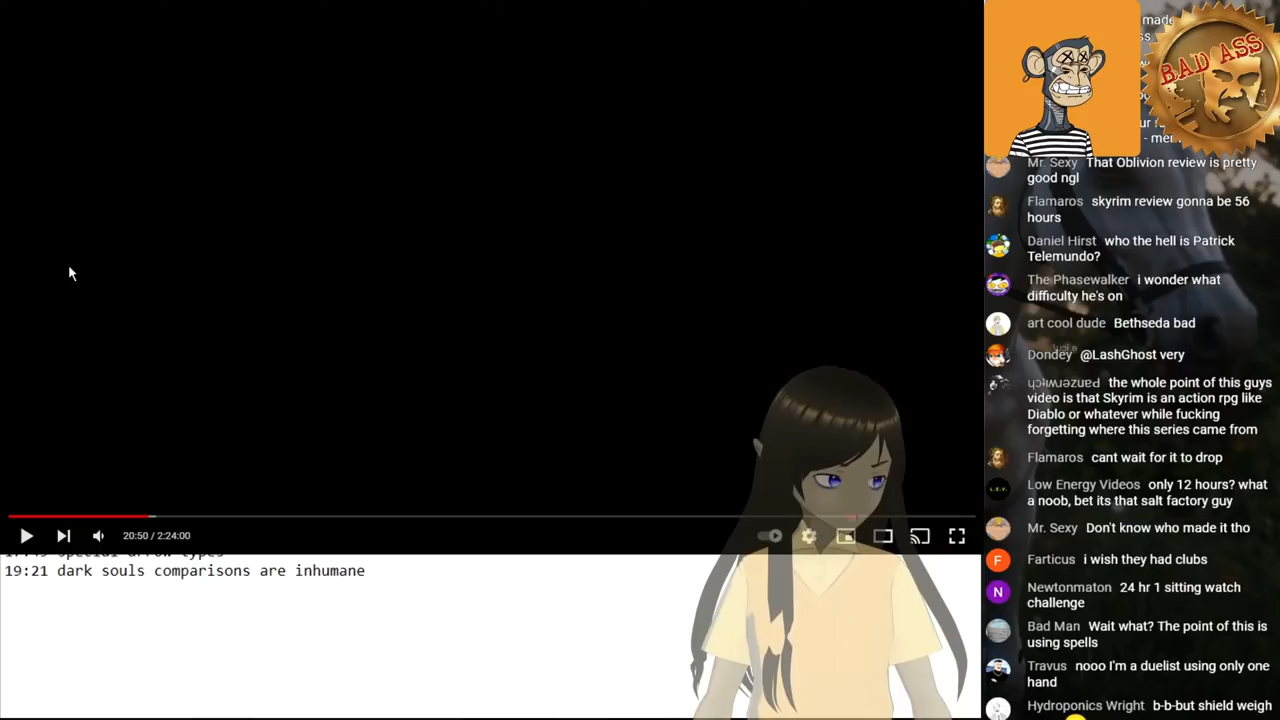 made
ss
BAD ASS
Mr. Sexy That Oblivion review is pretty
good ngl
Flamaros skyrim review gonna be 56
hours
Daniel Hirst who the hell is Patrick
Telemundo?
The Phasewalker i wonder what
difficulty he's on
art cool dude Bethseda bad
Dondey @LashGhost very
the whole point of this guys
video is that Skyrim is an action rpg like
Diablo or whatever while fucking
forgetting where this series came from
Flamaros cant wait for it to drop
Low Energy Videos only 12 hours? what
a noob, bet its that salt factory guy
L.E.V.
Mr. Sexy Don't know who made it tho
F
Farticus i wish they had clubs
N
Newtonmaton 24 hr 1 sitting watch
challenge
Bad Man Wait what? The point of this is
using spells
Travus nooo I'm a duelist using only one
hand
Hydroponics Wright b-b-but shield weigh
20:50 / 2:24:00
special arrow types
19:21 dark souls comparisons are inhumane